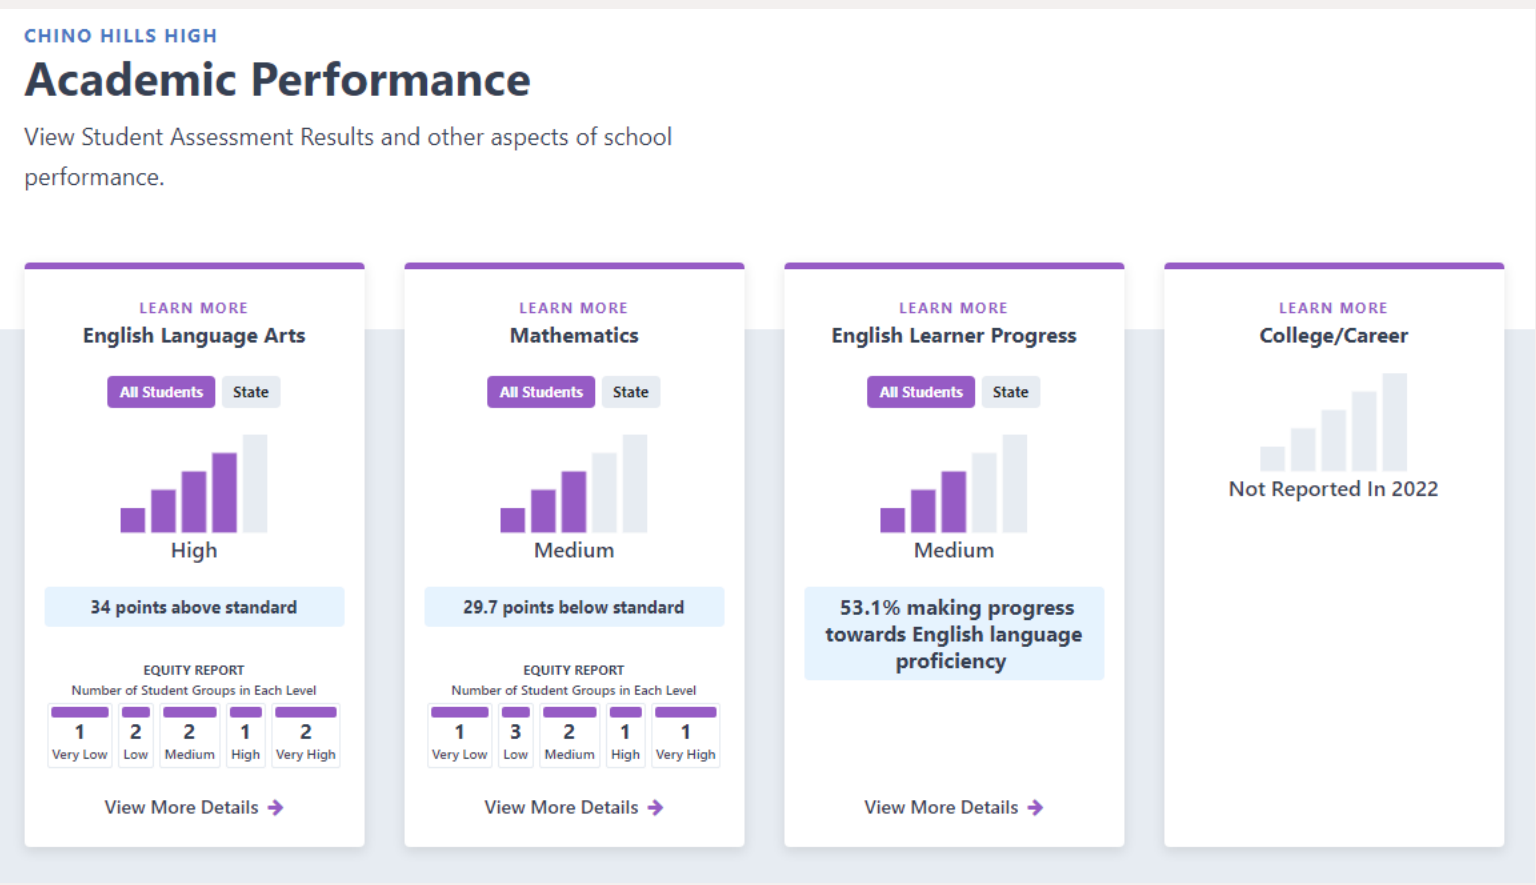 CHINO HILLS HIGH
Academic Performance
View Student Assessment Results and other aspects of school
performance.
LEARN MORE
English Language Arts
All Students State
High
34 points above standard
EQUITY REPORT
Number of Student Groups in Each Level
1 2 2 1 2
Very Low Low Medium High Very High
View More Details
LEARN MORE
Mathematics
All Students State
Medium
29.7 points below standard
EQUITY REPORT
Number of Student Groups in Each Level
1 3 2 1 1
Very Low Low Medium High Very High
View More Details
LEARN MORE
English Learner Progress
All Students State
Medium
53.1% making progress
towards English language
proficiency
View More Details
LEARN MORE
College/Career
Not Reported In 2022